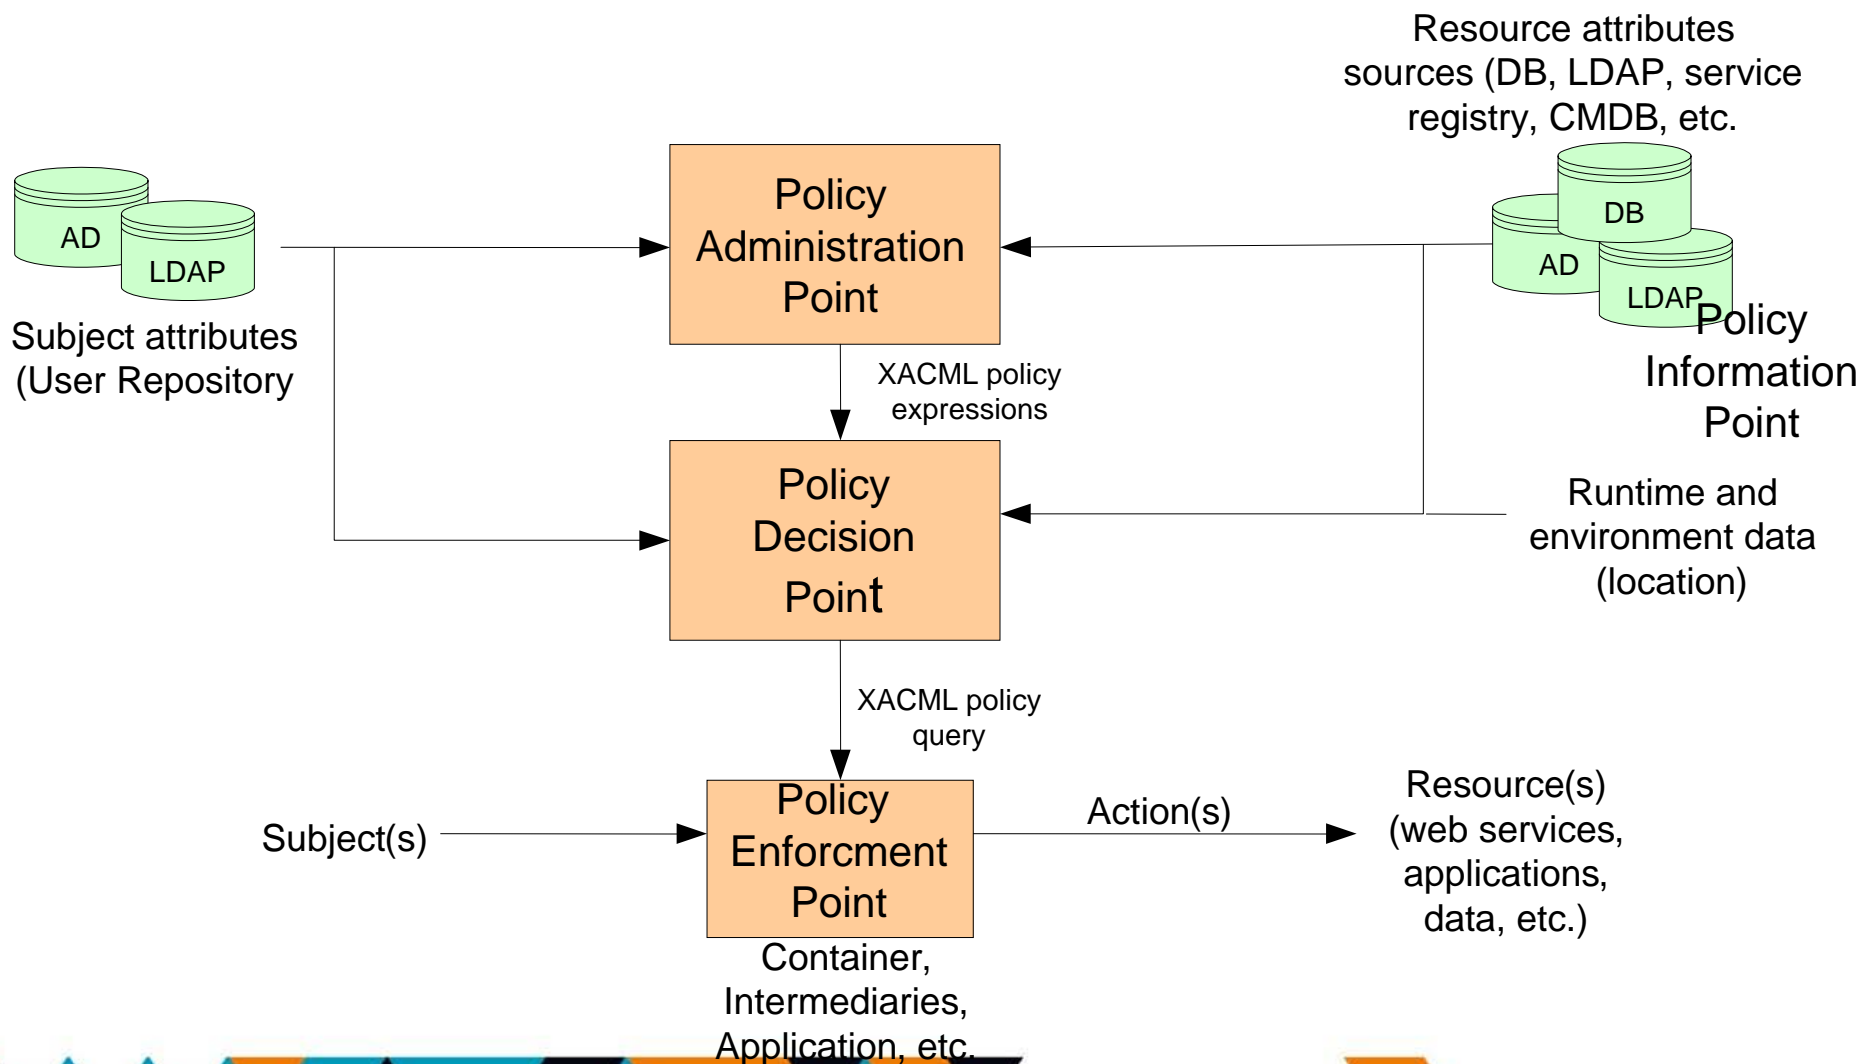 Resource attributes
sources (DB, LDAP, service
registry, CMDB, etc.
AD
LDAP
Subject attributes
(User Repository
Policy
Administration
Point
DB
AD
LDAP
Policy
Information
Point
XACML policy
expressions
Policy
Decision
Point
Runtime and
environment data
(location)
XACML policy
query
Subject(s)
Policy
Enforcment
Point
Action(s)
Resource(s)
(web services,
applications,
data, etc.)
Container,
Intermediaries,
Application, etc.